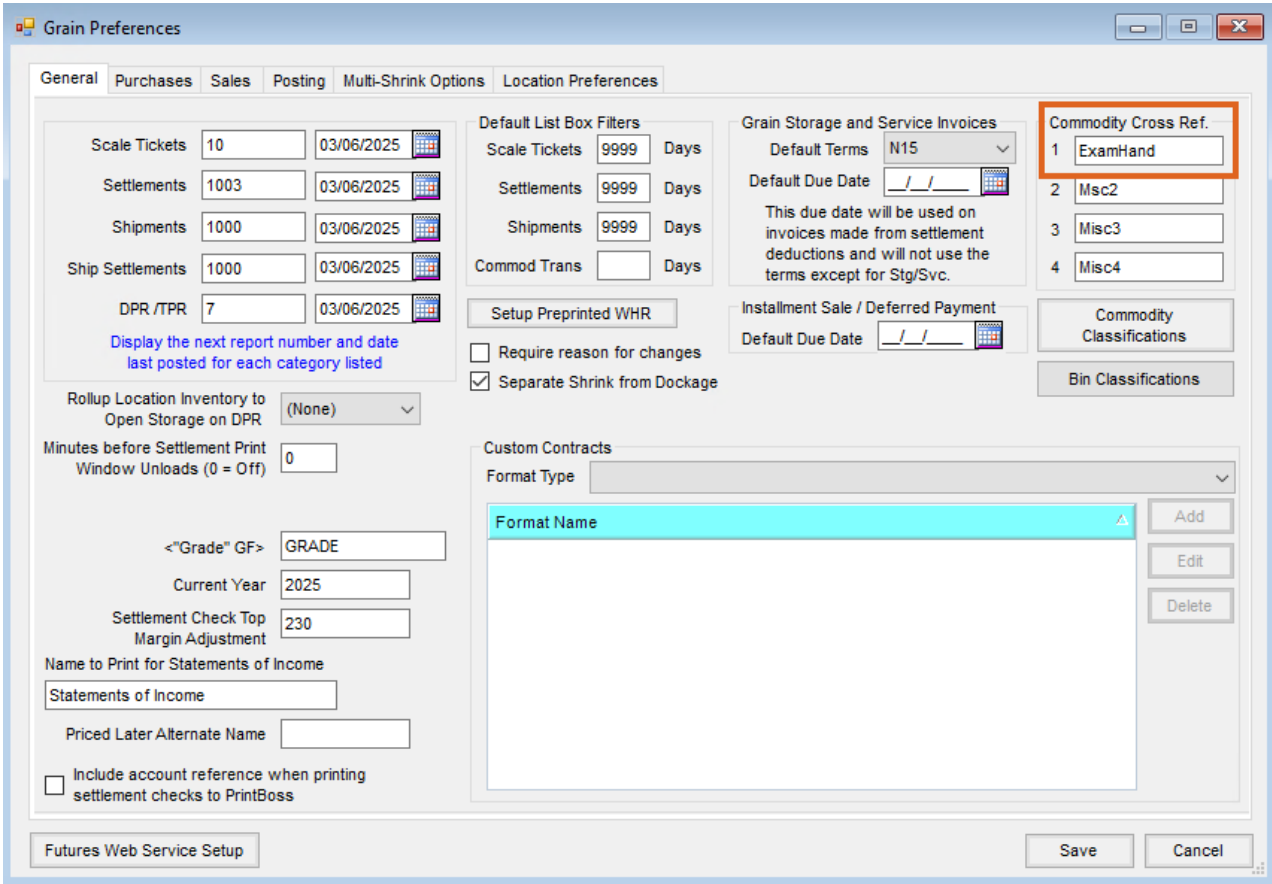 Grain Preferences
General
Purchases
Sales
Posting
Multi-Shrink Options
Location Preferences
Scale Tickets 10 03/06/2025
Settlements 1003 03/06/2025
Shipments 1000 03/06/2025
Ship Settlements 1000 03/06/2025
DPR /TPR 7 03/06/2025
Display the next report number and date
last posted for each category listed
Rollup Location Inventory to
Open Storage on DPR
(None)
Minutes before Settlement Print
Window Unloads (0 = Off)
0
<"Grade" GF> GRADE
Current Year 2025
Settlement Check Top
Margin Adjustment
230
Name to Print for Statements of Income
Statements of Income
Priced Later Alternate Name
Include account reference when printing
settlement checks to PrintBoss
Default List Box Filters
Scale Tickets 9999 Days
Settlements 9999 Days
Shipments 9999 Days
Commod Trans Days
Setup Preprinted WHR
Require reason for changes
Separate Shrink from Dockage
Grain Storage and Service Invoices
Default Terms N15
Default Due Date __/__/____
This due date will be used on
invoices made from settlement
deductions and will not use the
terms except for Stg/Svc.
Installment Sale / Deferred Payment
Default Due Date __/__/____
Commodity Cross Ref.
1 ExamHand
2 Msc2
3 Misc3
4 Misc4
Commodity
Classifications
Bin Classifications
Custom Contracts
Format Type
Format Name
Add
Edit
Delete
Futures Web Service Setup
Save
Cancel